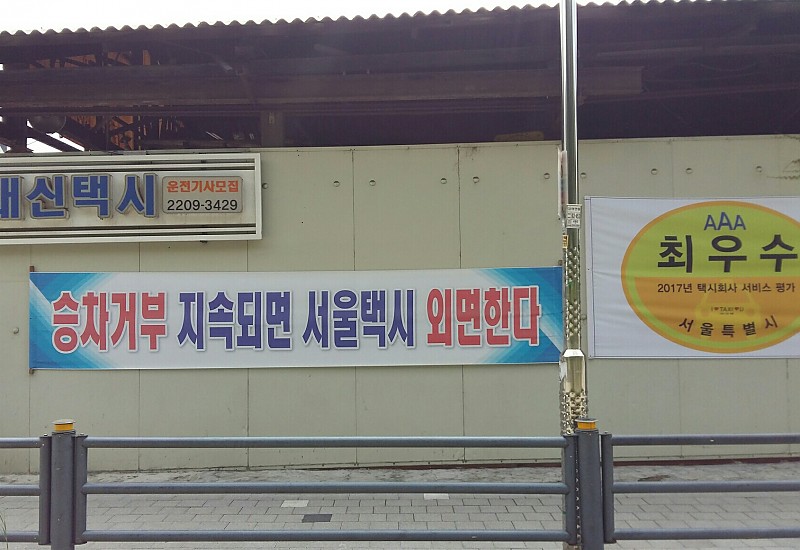 대신택시
운전기사모집
2209-3429
승차거부 지속되면 서울택시 외면한다
AAA
최우수
2017년 택시회사 서비스 평가
서울특별시